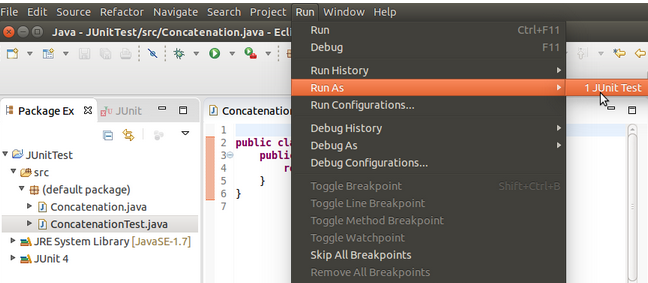 File Edit Source Refactor Navigate Search Project Run Window Help
Java - JUnitTest/src/Concatenation.java - Ecl
Run Ctrl+F11
Debug F11
Run History
Run As
1 JUnit Test
Run Configurations...
Debug History
Debug As
Debug Configurations...
Toggle Breakpoint Shift+Ctrl+B
Toggle Line Breakpoint
Toggle Method Breakpoint
Toggle Watchpoint
Skip All Breakpoints
Remove All Breakpoints
Package Ex JUnit
JUnitTest
src
(default package)
Concatenation.java
ConcatenationTest.java
JRE System Library [JavaSE-1.7]
JUnit 4
Concatenation
1
2 public cla
3 public
4 re
5 }
6 }
7